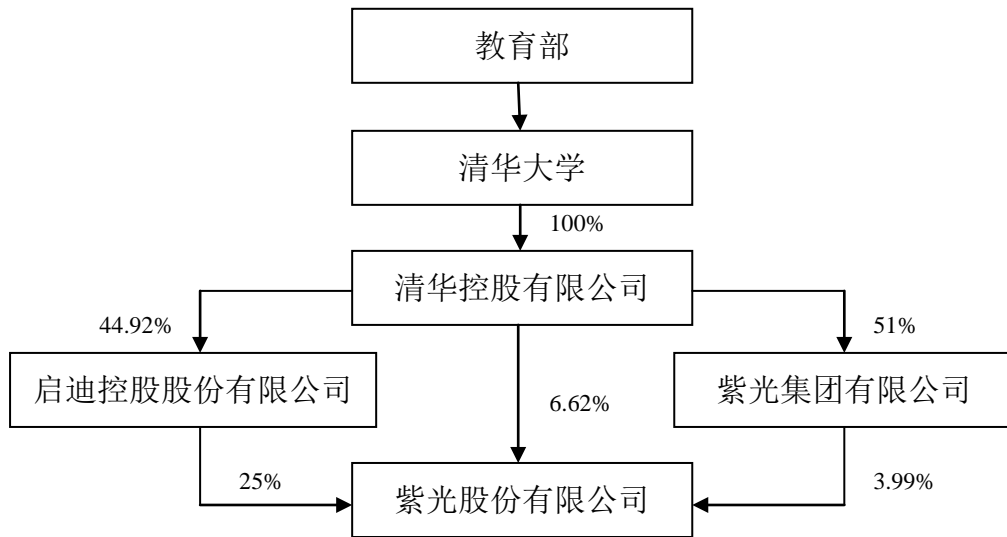 教育部
清华大学
100%
清华控股有限公司
44.92%
51%
启迪控股股份有限公司
6.62%
紫光集团有限公司
25%
紫光股份有限公司
3.99%